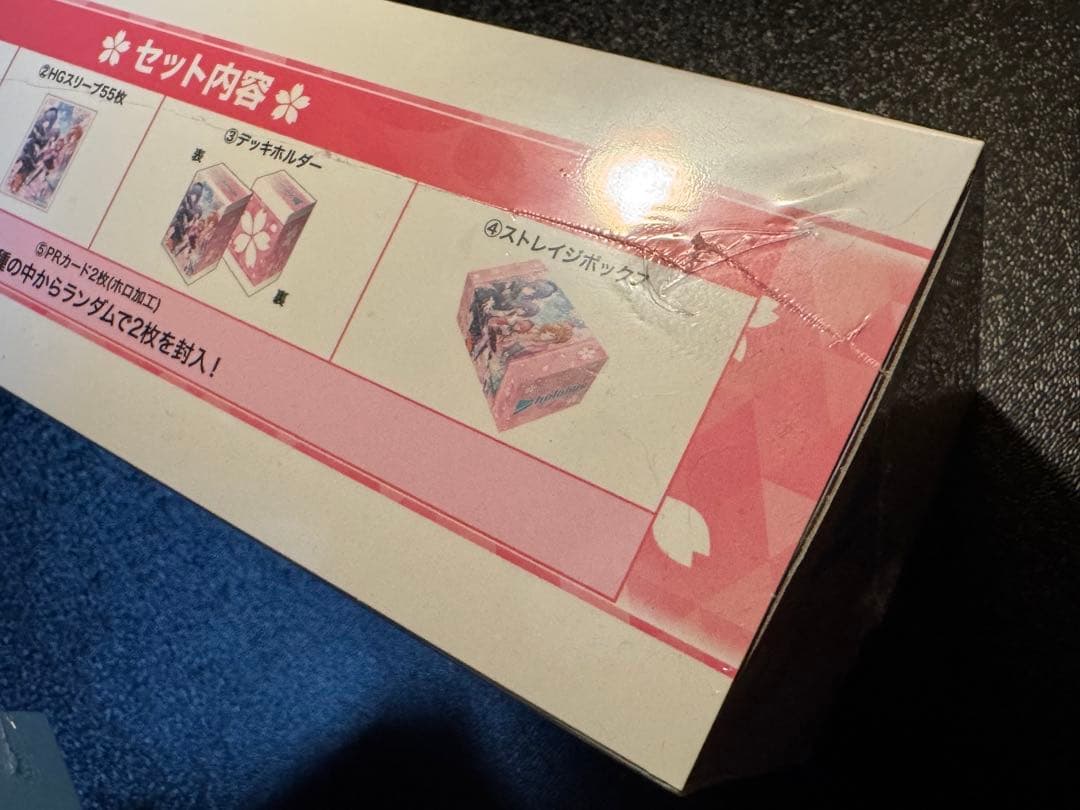 セット内容
②HGスリーブ55枚
③デッキホルダー
表
裏
④ストレイジボックス
⑤PRカード2枚(ホロ加工)
種の中からランダムで2枚を封入!
hololive